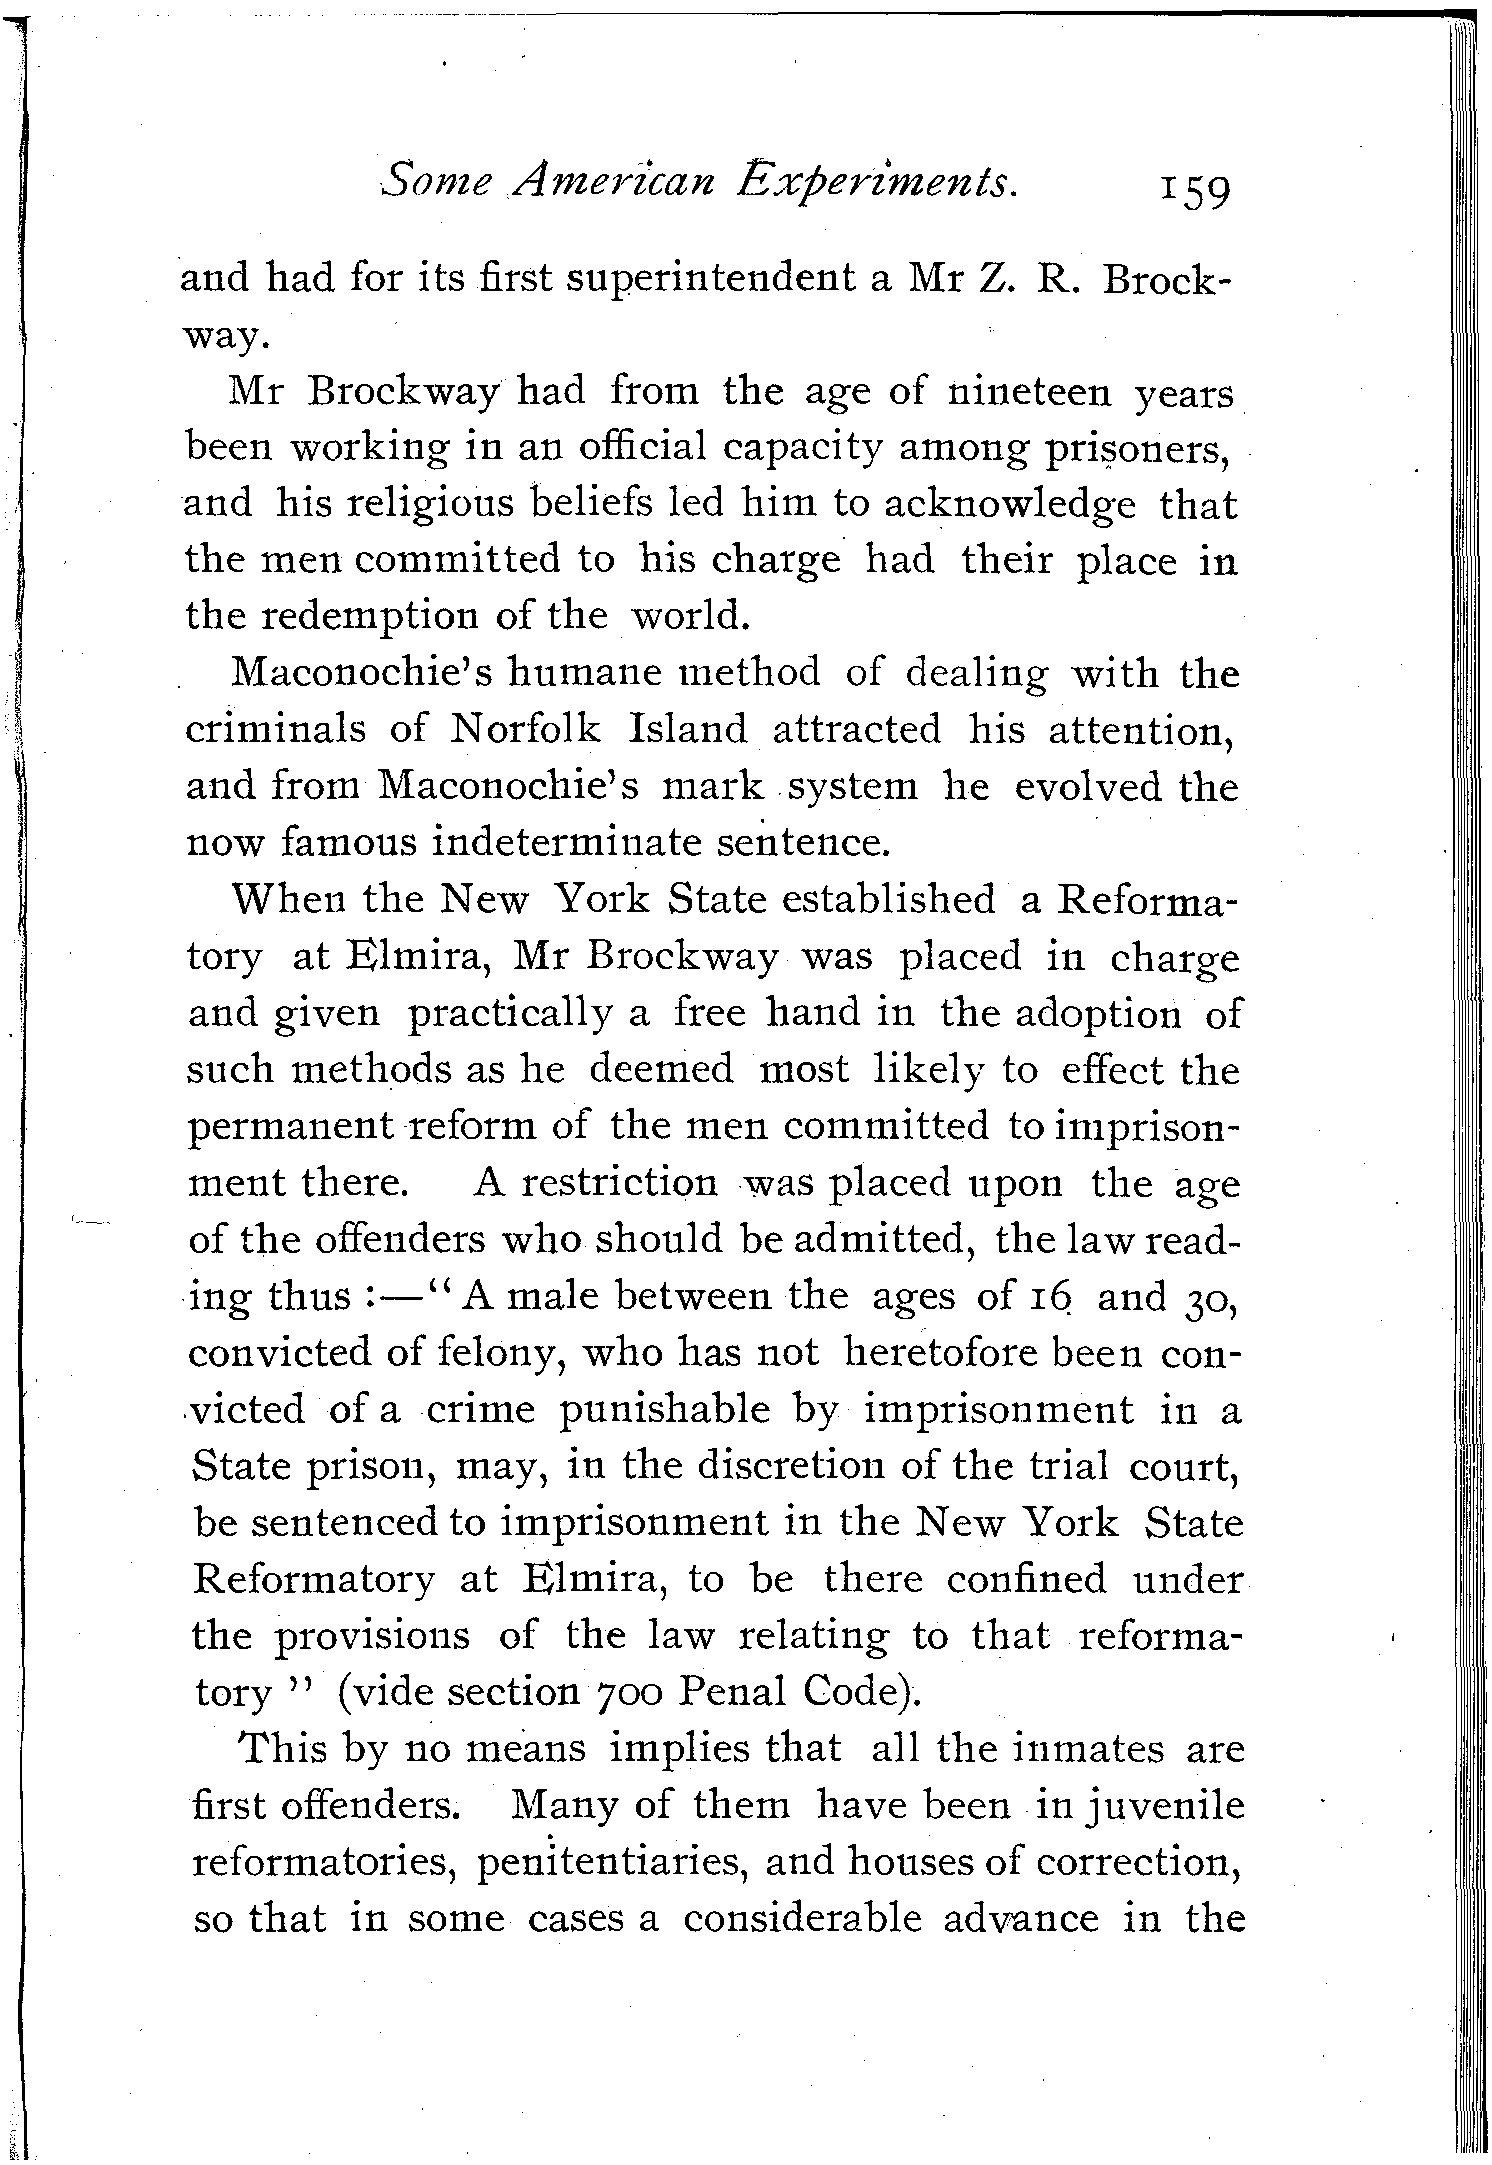 Some American Experiments. 159
and had for its first superintendent a Mr Z. R. Brock-
way.
Mr Brockway had from the age of nineteen years
been working in an official capacity among prisoners,
and his religious beliefs led him to acknowledge that
the men committed to his charge had their place in
the redemption of the world.
Maconochie's humane method of dealing with the
criminals of Norfolk Island attracted his attention,
and from Maconochie's mark system he evolved the
now famous indeterminate sentence.
When the New York State established a Reforma-
tory at Elmira, Mr Brockway was placed in charge
and given practically a free hand in the adoption of
such methods as he deemed most likely to effect the
permanent reform of the men committed to imprison-
ment there. A restriction was placed upon the age
of the offenders who should be admitted, the law read-
ing thus :—“ A male between the ages of 16 and 30,
convicted of felony, who has not heretofore been con-
victed of a crime punishable by imprisonment in a
State prison, may, in the discretion of the trial court,
be sentenced to imprisonment in the New York State
Reformatory at Elmira, to be there confined under
the provisions of the law relating to that reforma-
tory ” (vide section 700 Penal Code).
This by no means implies that all the inmates are
first offenders. Many of them have been in juvenile
reformatories, penitentiaries, and houses of correction,
so that in some cases a considerable advance in the